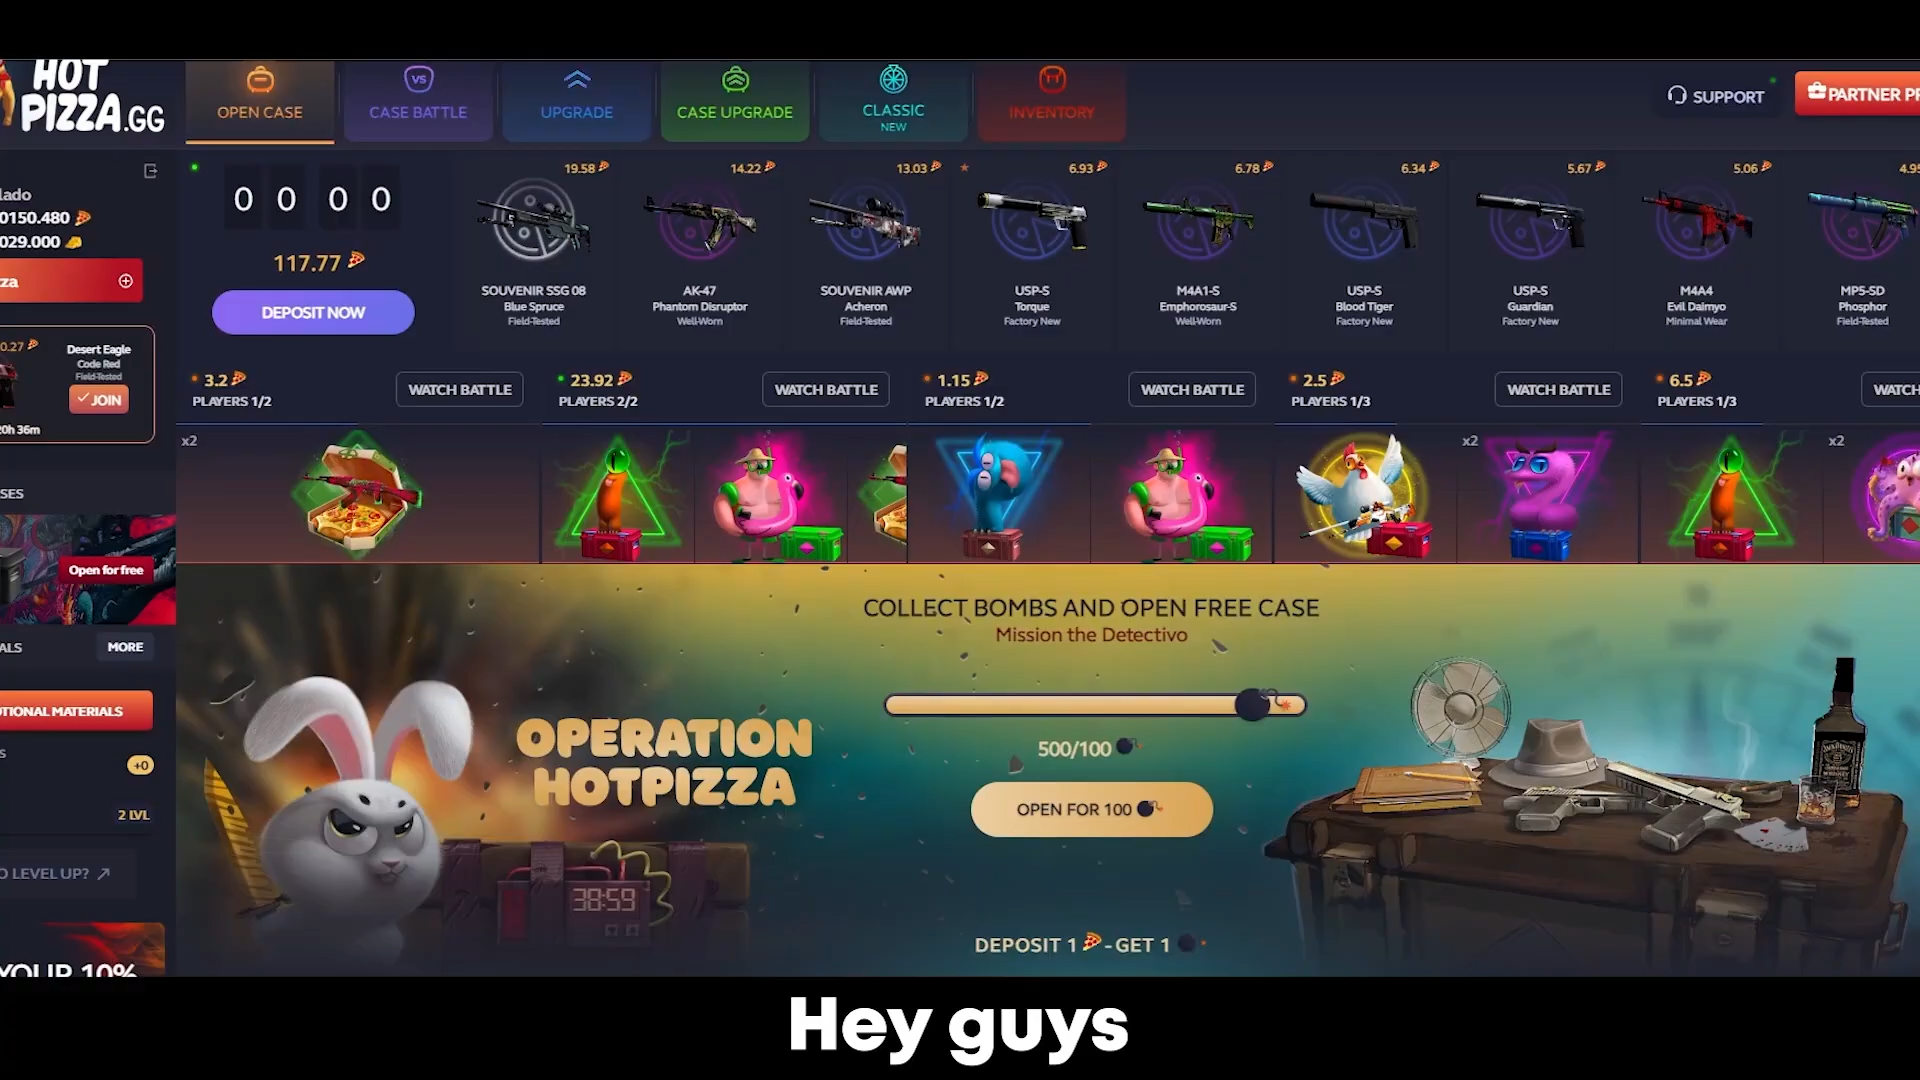 HOT
PIZZA.GG
OPEN CASE
VS
CASE BATTLE
UPGRADE
CASE UPGRADE
CLASSIC
NEW
INVENTORY
SUPPORT
PARTNER PR
lado
0150.480
029.000
za
0.27
Desert Eagle
Code Red
Field-Tested
JOIN
20h 36m
0 0 0 0
117.77
DEPOSIT NOW
19.58
SOUVENIR SSG 08
Blue Spruce
Field-Tested
14.22
AK-47
Phantom Disruptor
Well-Worn
13.03
SOUVENIR AWP
Acheron
Field-Tested
6.93
USP-S
Torque
Factory New
6.78
M4A1-S
Emphorosaur-S
Well-Worn
6.34
USP-S
Blood Tiger
Factory New
5.67
USP-S
Guardian
Factory New
5.06
M4A4
Evil Daimyo
Minimal Wear
4.95
MP5-SD
Phosphor
Field-Tested
3.2
PLAYERS 1/2
WATCH BATTLE
23.92
PLAYERS 2/2
WATCH BATTLE
1.15
PLAYERS 1/2
WATCH BATTLE
2.5
PLAYERS 1/3
WATCH BATTLE
6.5
PLAYERS 1/3
WATCH
x2
x2
x2
SES
Open for free
ALS
MORE
OTIONAL MATERIALS
S
+0
2 LVL
O LEVEL UP?
YOUR 10%
COLLECT BOMBS AND OPEN FREE CASE
Mission the Detectivo
OPERATION
HOTPIZZA
500/100
OPEN FOR 100
38:59
DEPOSIT 1 - GET 1
Hey guys